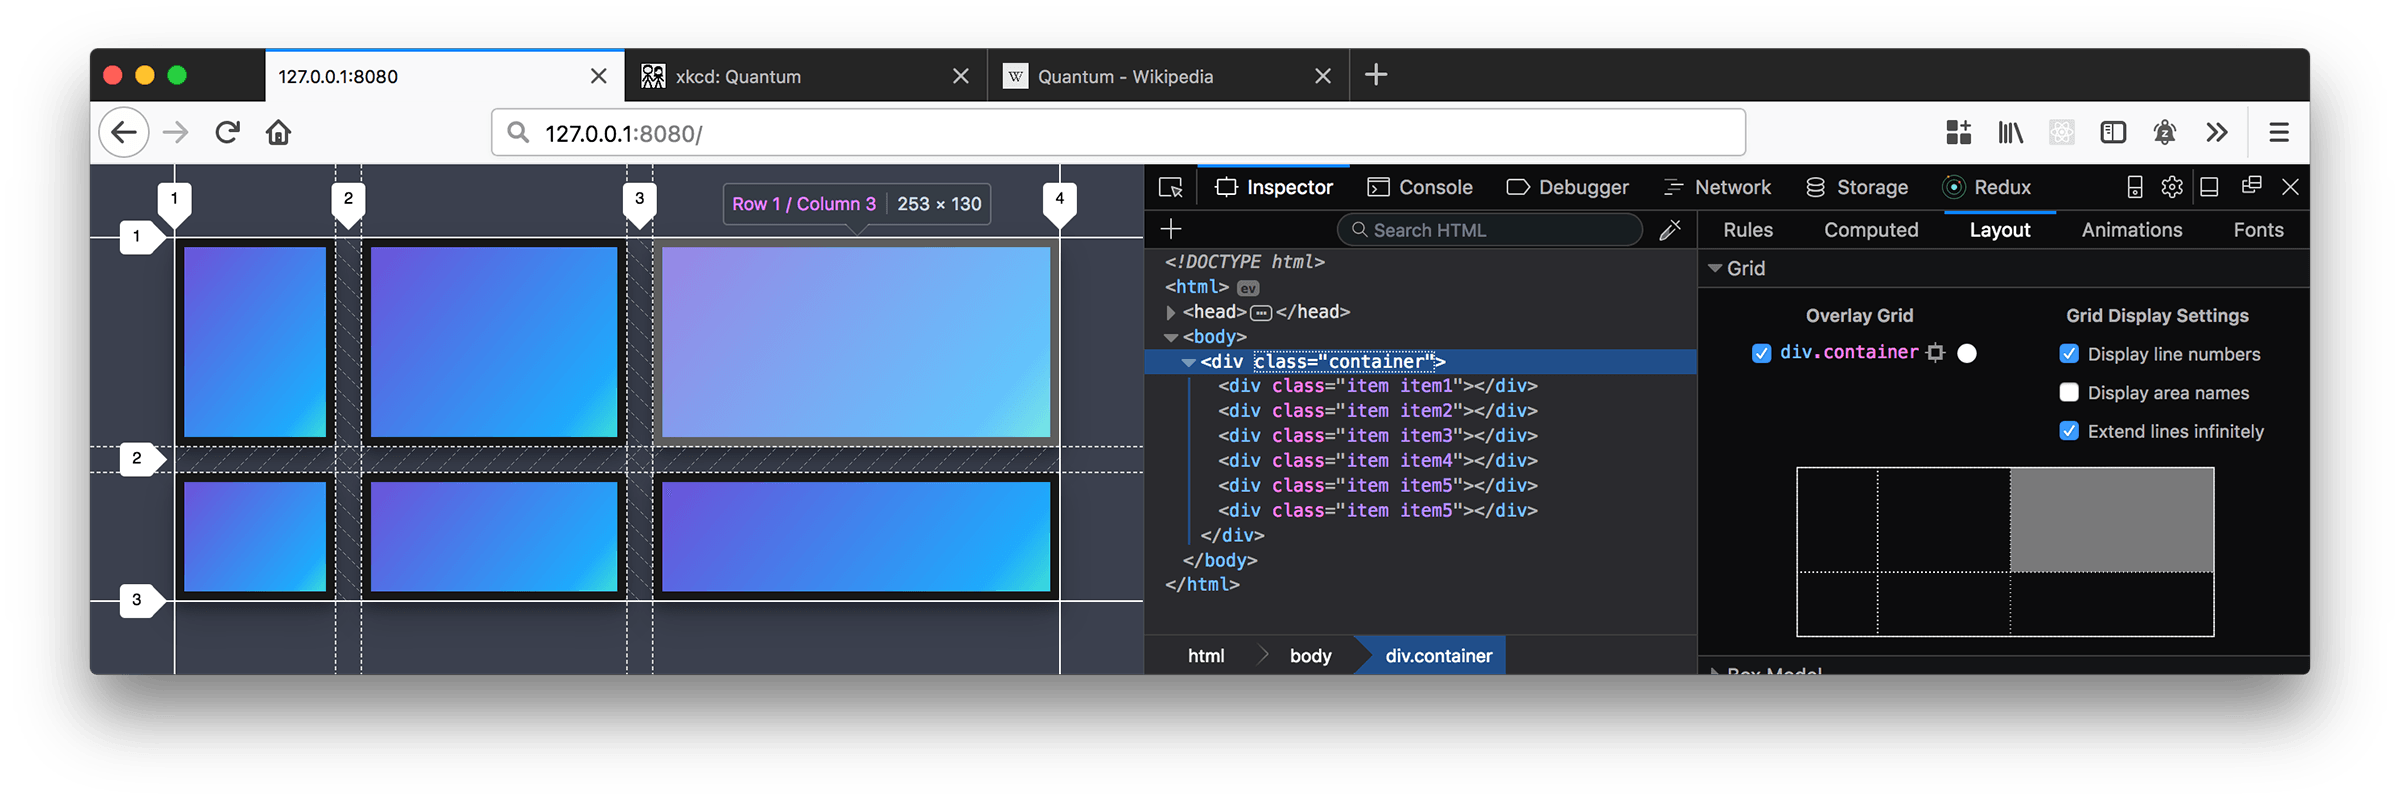 127.0.0.1:8080
xkcd: Quantum
W
Quantum - Wikipedia
127.0.0.1:8080/
z
1
2
3
4
Row 1 / Column 3
253 × 130
1
2
3
Inspector
Console
Debugger
Network
Storage
Redux
Search HTML
Rules
Computed
Layout
Animations
Fonts
<!DOCTYPE html>
<html> ev
<head>…</head>
<body>
<div class="container">
<div class="item item1"></div>
<div class="item item2"></div>
<div class="item item3"></div>
<div class="item item4"></div>
<div class="item item5"></div>
<div class="item item5"></div>
</div>
</body>
</html>
html
body
div.container
Grid
Overlay Grid
div.container
Grid Display Settings
Display line numbers
Display area names
Extend lines infinitely
Box Model